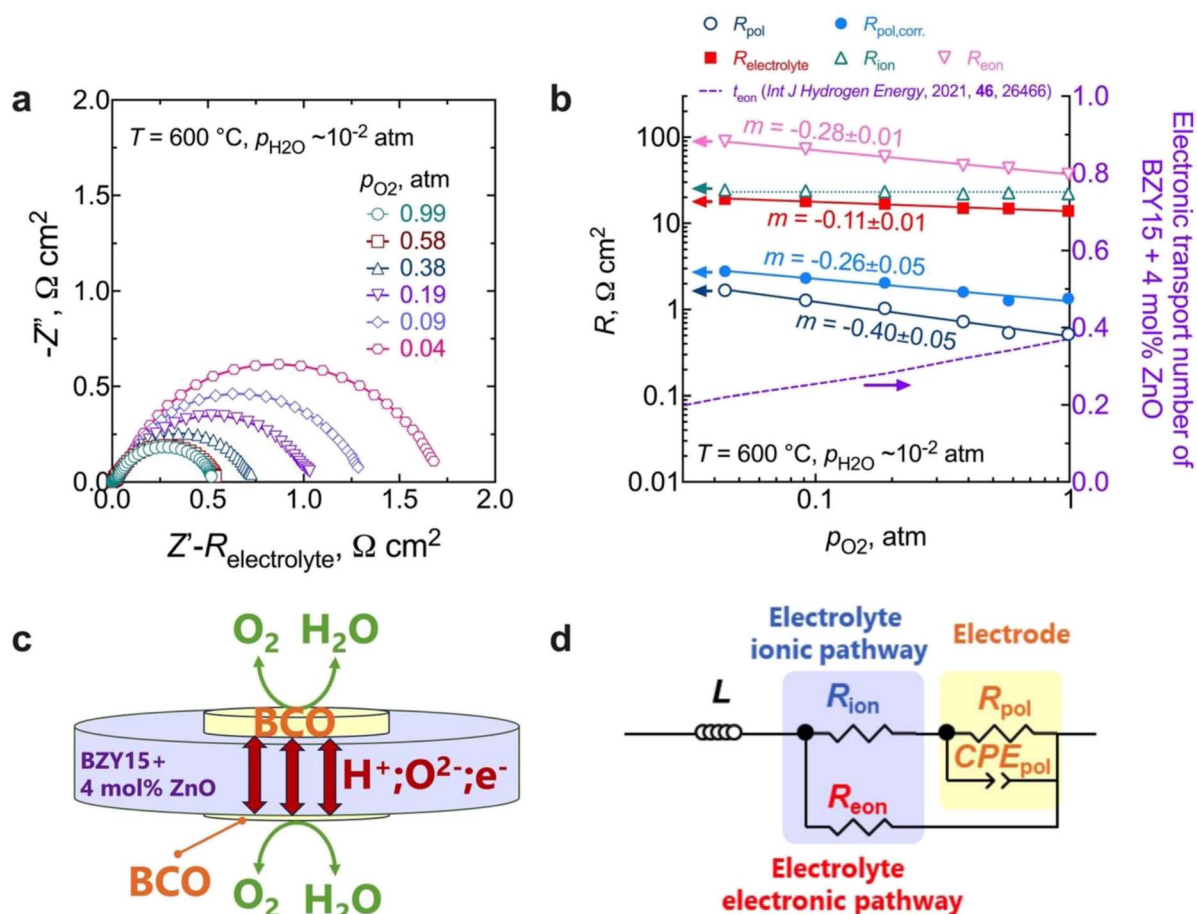 a
2.0
1.5
1.0
0.5
0.0
-Z'', Ω cm²
T = 600 °C, pH2O ~10⁻² atm
pO2, atm
0.99
0.58
0.38
0.19
0.09
0.04
0.0 0.5 1.0 1.5 2.0
Z'-Relectrolyte, Ω cm²
b
Rpol Rpol,corr.
Relectrolyte Rion Reon
teon (Int J Hydrogen Energy, 2021, 46, 26466)
100
10
1
0.1
0.01
R, Ω cm²
m = -0.28±0.01
m = -0.11±0.01
m = -0.26±0.05
m = -0.40±0.05
T = 600 °C, pH2O ~10⁻² atm
0.1 1
pO2, atm
1.0
0.8
0.6
0.4
0.2
0.0
Electronic transport number of
BZY15 + 4 mol% ZnO
c
O₂ H₂O
BCO
BZY15+
4 mol% ZnO
H⁺;O²⁻;e⁻
BCO
O₂ H₂O
d
Electrolyte
ionic pathway
Electrode
L
Rion
Rpol
CPEpol
Reon
Electrolyte
electronic pathway